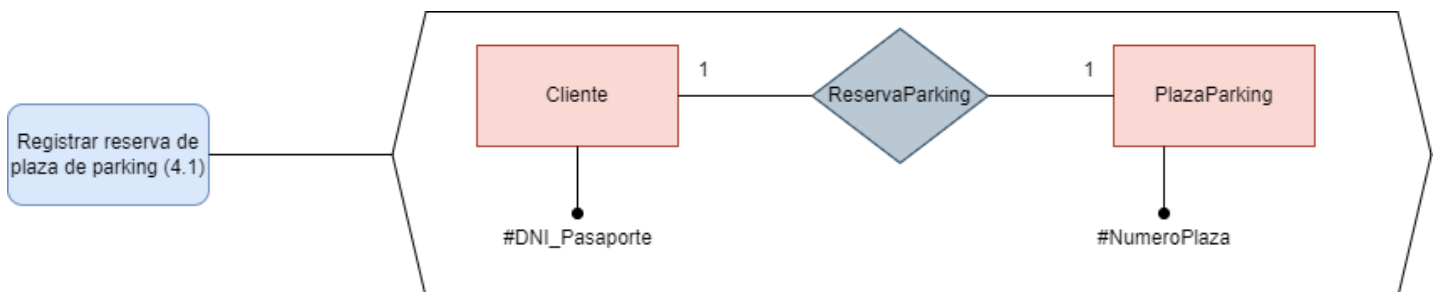 Cliente
1
ReservaParking
1
PlazaParking
Registrar reserva de
plaza de parking (4.1)
#DNI_Pasaporte
#NumeroPlaza